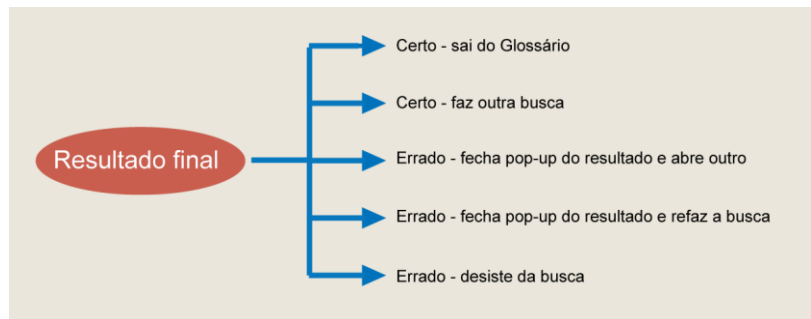 Certo - sai do Glossário
Certo - faz outra busca
Resultado final
Errado - fecha pop-up do resultado e abre outro
Errado - fecha pop-up do resultado e refaz a busca
Errado - desiste da busca